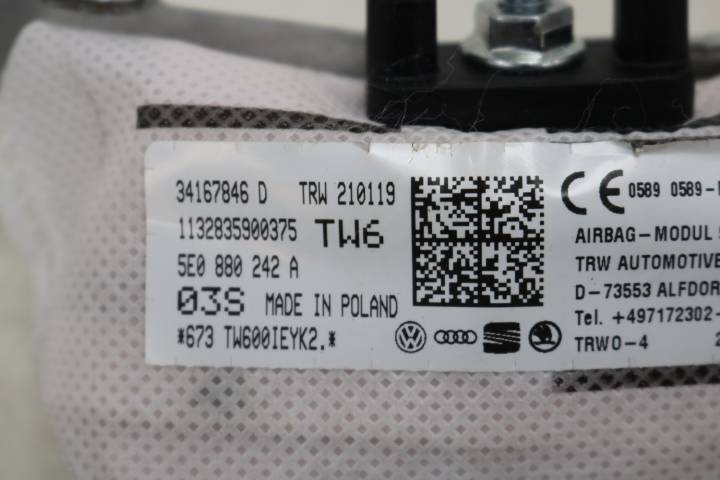 34167846 D TRW 210119
1132835900375 TW6
5E0 880 242 A
03S MADE IN POLAND
*673 TW600IEYK2.*
CE 0589 0589-
AIRBAG-MODUL
TRW AUTOMOTIVE
D-73553 ALFDOR
Tel. +497172302-
TRWO-4 2